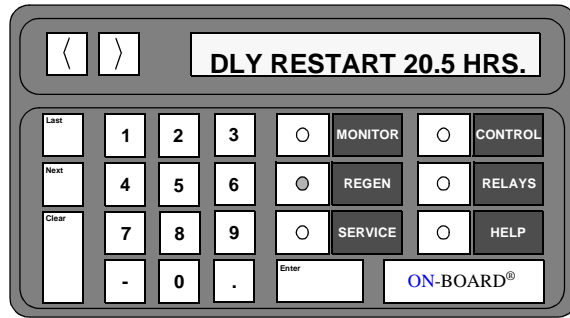 〈 〉 DLY RESTART 20.5 HRS.
Last 1 2 3 MONITOR CONTROL
Next 4 5 6 REGEN RELAYS
Clear 7 8 9 SERVICE HELP
- 0 . Enter ON-BOARD®